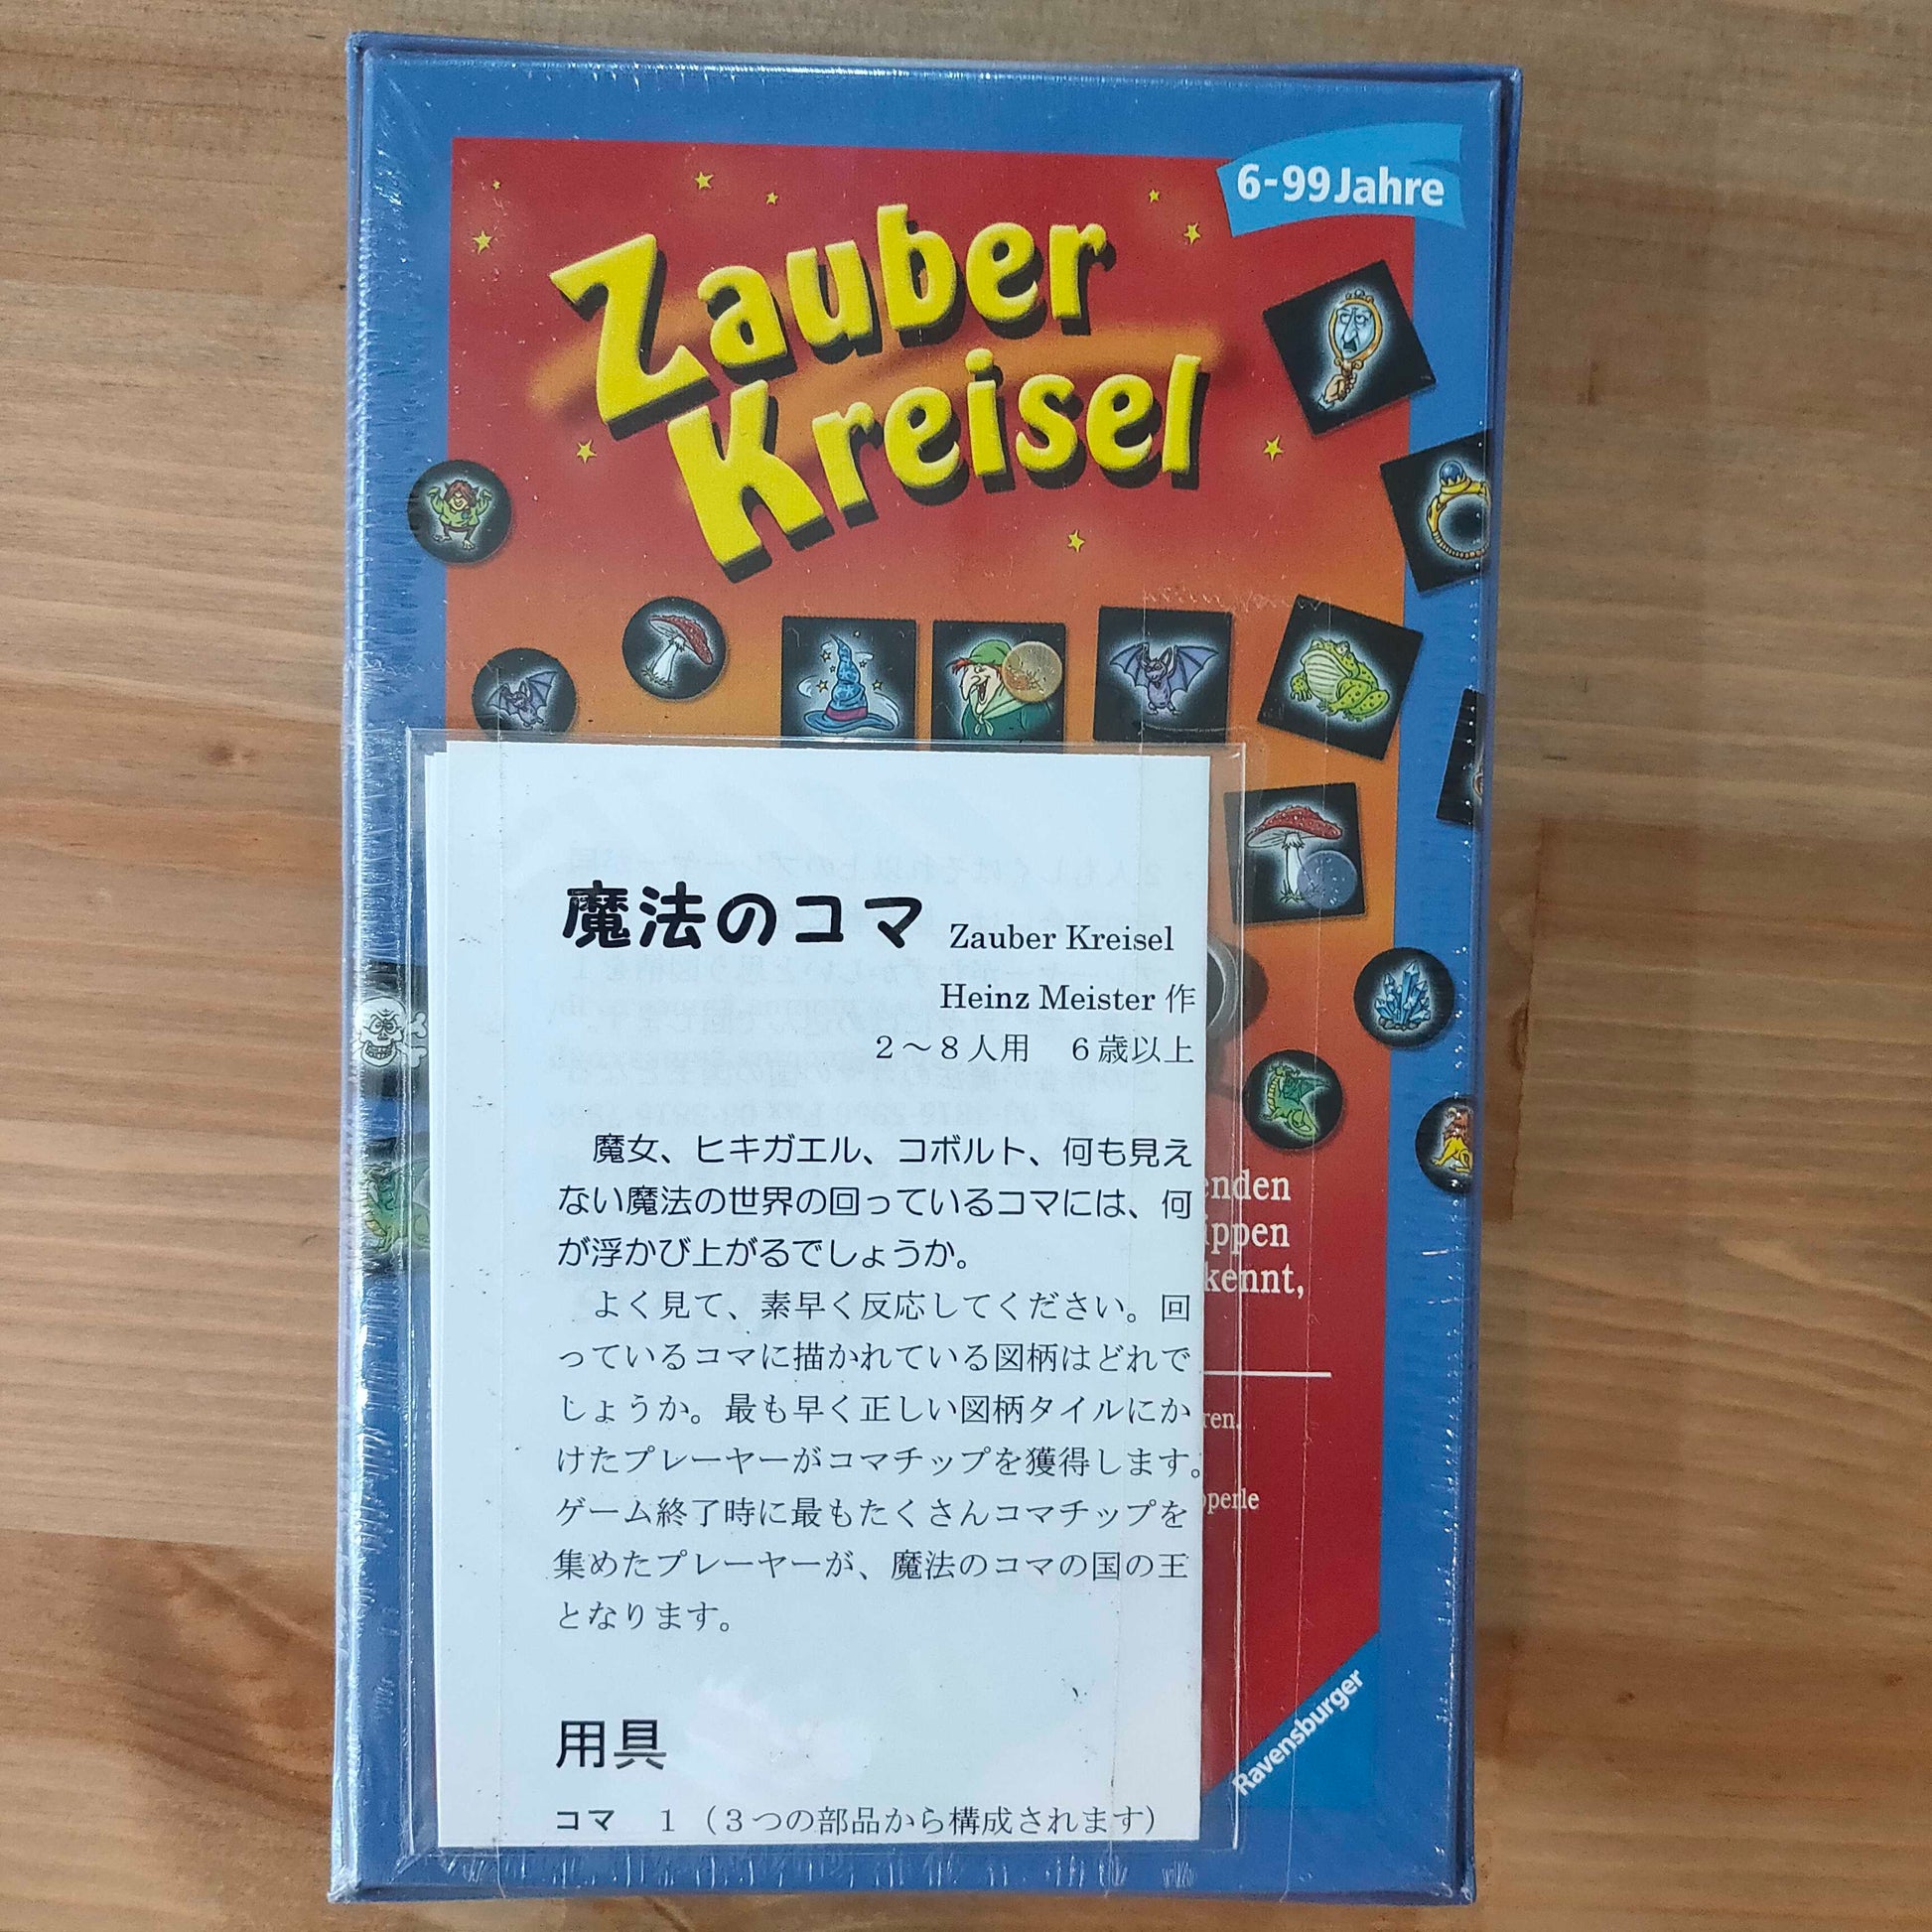 6-99 Jahre
Zauber
Kreisel
魔法のコマ Zauber Kreisel
Heinz Meister 作
２～８人用　６歳以上
魔女、ヒキガエル、コボルト、何も見え
ない魔法の世界の回っているコマには、何
が浮かび上がるでしょうか。
よく見て、素早く反応してください。回
っているコマに描かれている図柄はどれで
しょうか。最も早く正しい図柄タイルにか
けたプレーヤーがコマチップを獲得します。
ゲーム終了時に最もたくさんコマチップを
集めたプレーヤーが、魔法のコマの国の王
となります。
用具
コマ　１（３つの部品から構成されます）
Ravensburger